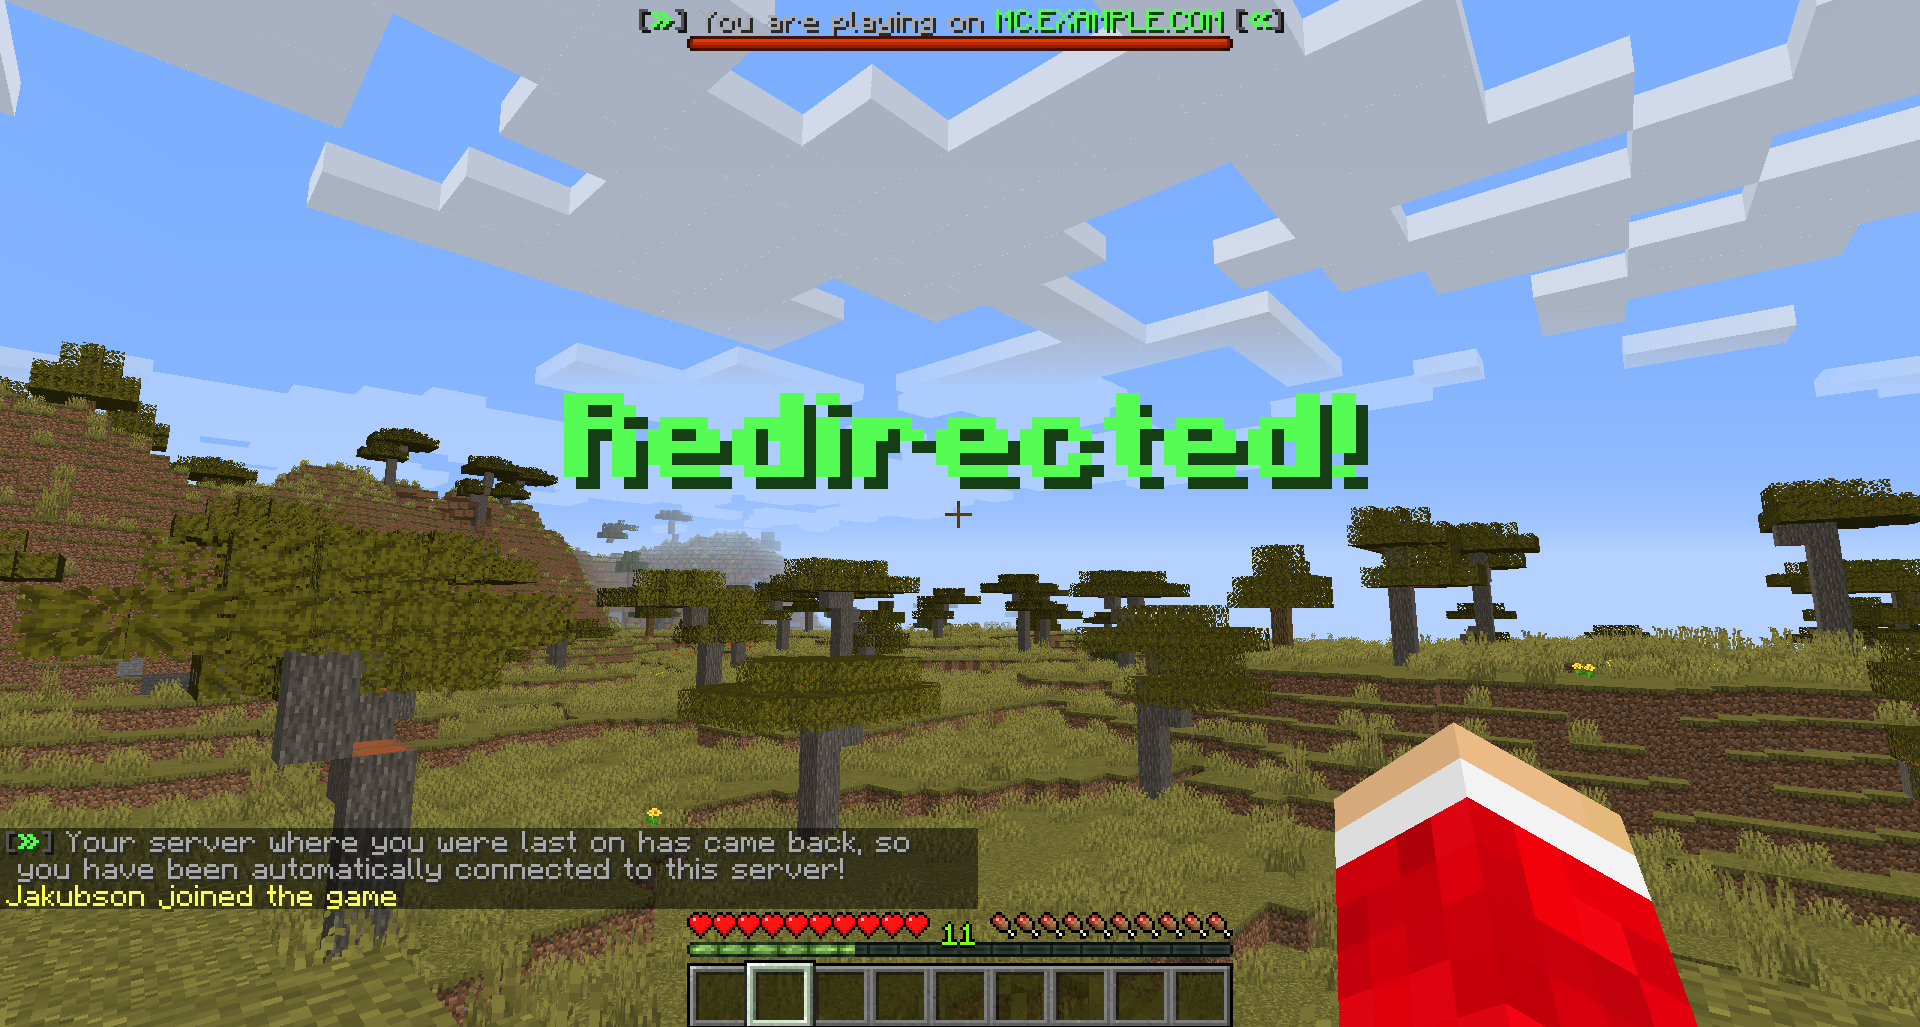 [»] You are playing on MC.EXAMPLE.COM [«]
Redirected!
[»] Your server where you were last on has came back, so
you have been automatically connected to this server!
Jakubson joined the game
11